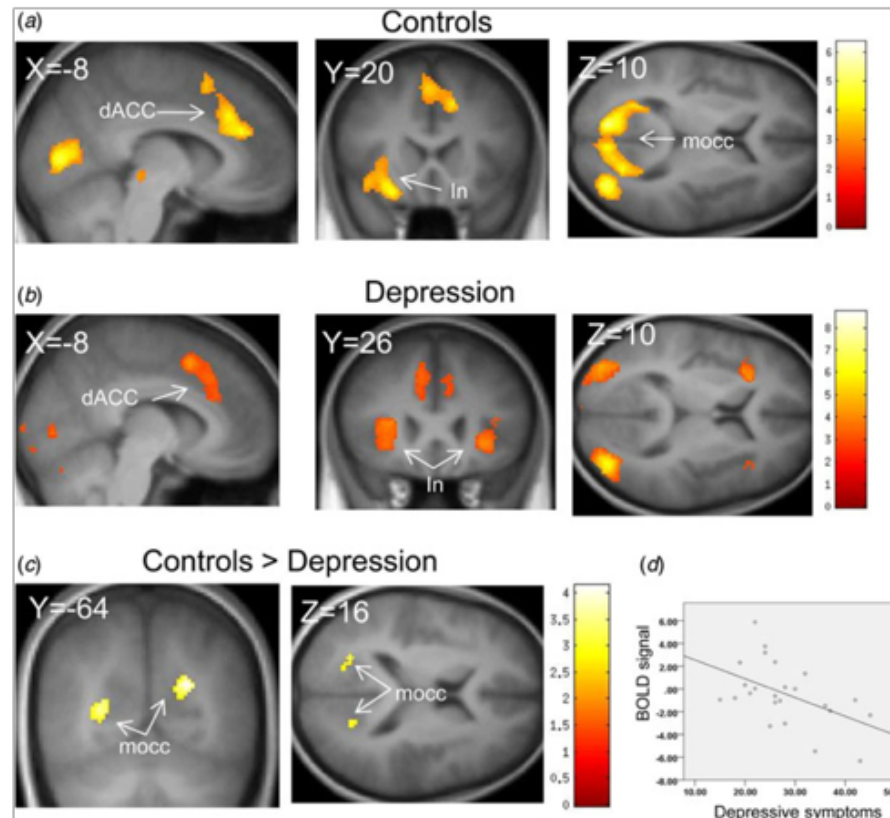 (a) Controls
X=-8 Y=20 Z=10
dACC
In
mocc
6
5
4
3
2
1
0
(b) Depression
X=-8 Y=26 Z=10
dACC
In
8
7
6
5
4
3
2
1
0
(c) Controls > Depression
Y=-64 Z=16
mocc
mocc
4
3.5
3
2.5
2
1.5
1
0.5
0
(d)
BOLD signal
6.00
4.00
2.00
.00
-2.00
-4.00
-6.00
-8.00
10.00 20.00 30.00 40.00
Depressive symptoms